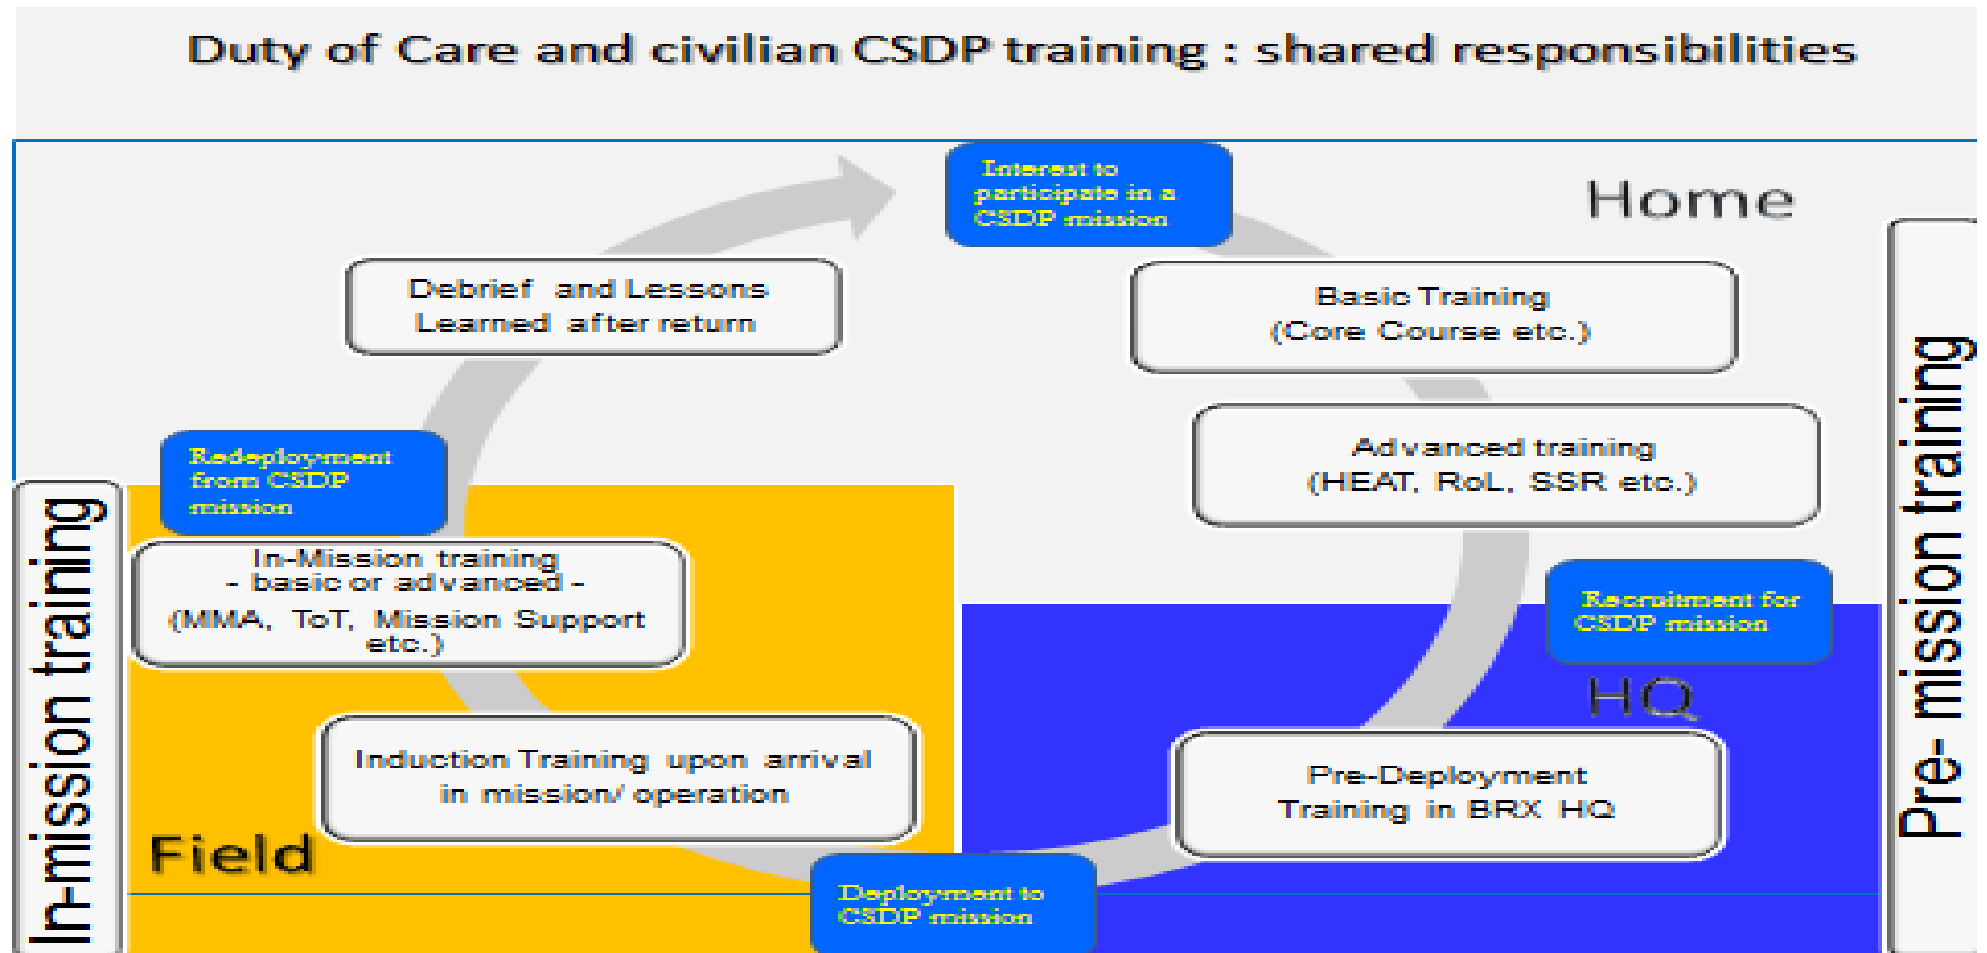 Duty of Care and civilian CSDP training : shared responsibilities
Interest to
participate in a
CSDP mission
Home
Debrief and Lessons
Learned after return
Basic Training
(Core Course etc.)
Advanced training
(HEAT, RoL, SSR etc.)
Redeployment
from CSDP
mission
In-Mission training
- basic or advanced -
(MMA, ToT, Mission Support
etc.)
Recruitment for
CSDP mission
HQ
Induction Training upon arrival
in mission/ operation
Pre-Deployment
Training in BRX HQ
Field
Deployment to
CSDP mission
In-mission training
Pre- mission training